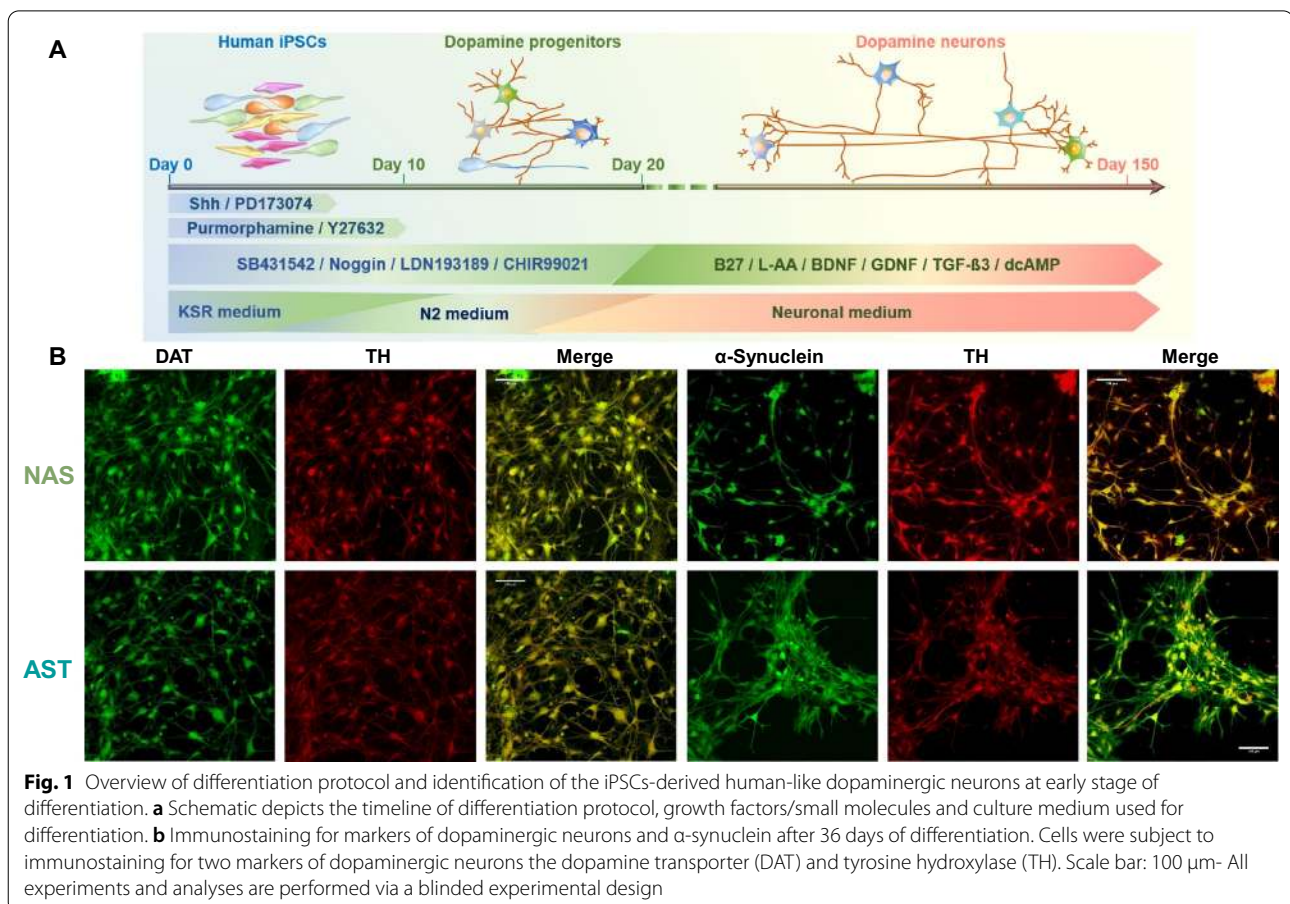 A
Human iPSCs
Dopamine progenitors
Dopamine neurons
Day 0
Day 10
Day 20
Day 150
Shh / PD173074
Purmorphamine / Y27632
SB431542 / Noggin / LDN193189 / CHIR99021
B27 / L-AA / BDNF / GDNF / TGF-ß3 / dcAMP
KSR medium
N2 medium
Neuronal medium
B
DAT
TH
Merge
α-Synuclein
TH
Merge
NAS
AST
Fig. 1 Overview of differentiation protocol and identification of the iPSCs-derived human-like dopaminergic neurons at early stage of
differentiation. a Schematic depicts the timeline of differentiation protocol, growth factors/small molecules and culture medium used for
differentiation. b Immunostaining for markers of dopaminergic neurons and α-synuclein after 36 days of differentiation. Cells were subject to
immunostaining for two markers of dopaminergic neurons the dopamine transporter (DAT) and tyrosine hydroxylase (TH). Scale bar: 100 μm- All
experiments and analyses are performed via a blinded experimental design